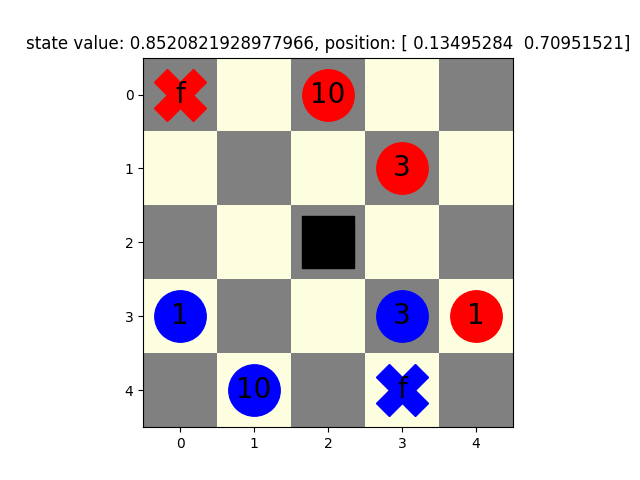 state value: 0.8520821928977966, position: [ 0.13495284  0.70951521]
0 f 10
1 3
2
3 1 3 1
4 10 f
0 1 2 3 4